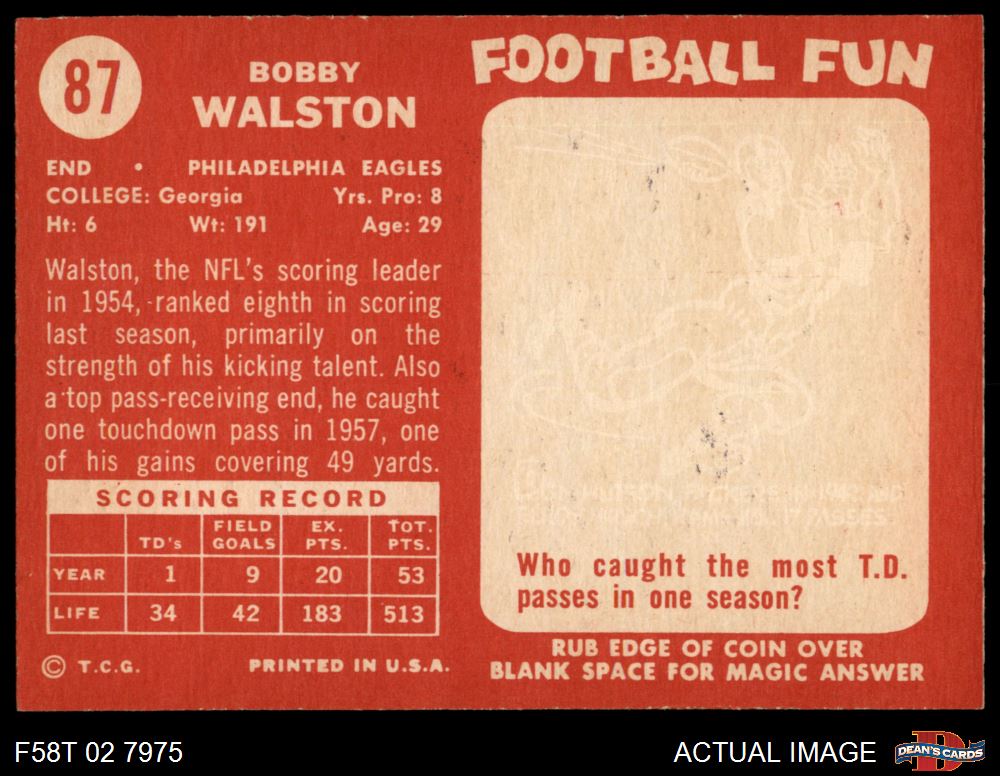 87
BOBBY
WALSTON
END • PHILADELPHIA EAGLES
COLLEGE: Georgia Yrs. Pro: 8
Ht: 6 Wt: 191 Age: 29
Walston, the NFL's scoring leader
in 1954, ranked eighth in scoring
last season, primarily on the
strength of his kicking talent. Also
a top pass-receiving end, he caught
one touchdown pass in 1957, one
of his gains covering 49 yards.
SCORING RECORD
TD's FIELD GOALS EX. PTS. TOT. PTS.
YEAR 1 9 20 53
LIFE 34 42 183 513
© T.C.G. PRINTED IN U.S.A.
FOOTBALL FUN
HUTSON, PACKERS
PASSES
Who caught the most T.D.
passes in one season?
RUB EDGE OF COIN OVER
BLANK SPACE FOR MAGIC ANSWER
F58T 02 7975
ACTUAL IMAGE
DEAN'S CARDS